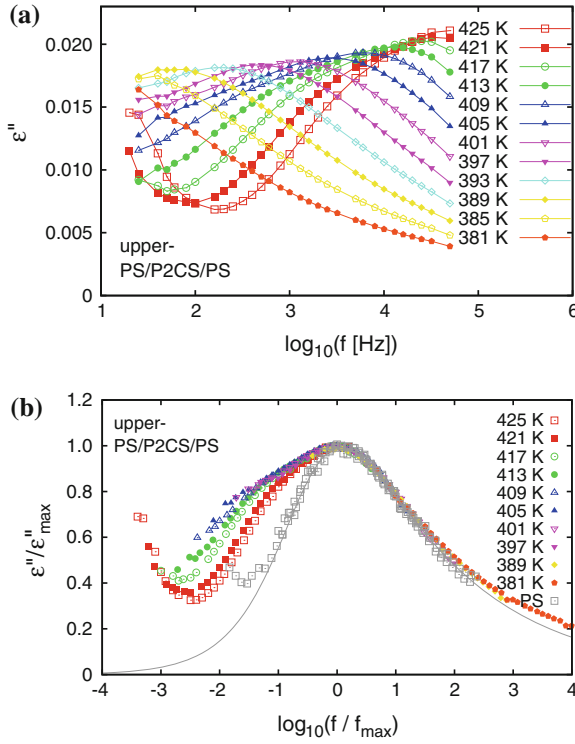 (a)
ε''
0.020
0.015
0.010
0.005
0
425 K
421 K
417 K
413 K
409 K
405 K
401 K
397 K
393 K
389 K
385 K
381 K
upper-
PS/P2CS/PS
1 2 3 4 5 6
log10(f [Hz])
(b)
ε''/ε''max
1.2
1.0
0.8
0.6
0.4
0.2
0
upper-
PS/P2CS/PS
425 K
421 K
417 K
413 K
409 K
405 K
401 K
397 K
389 K
381 K
PS
-4 -3 -2 -1 0 1 2 3 4
log10(f / fmax)